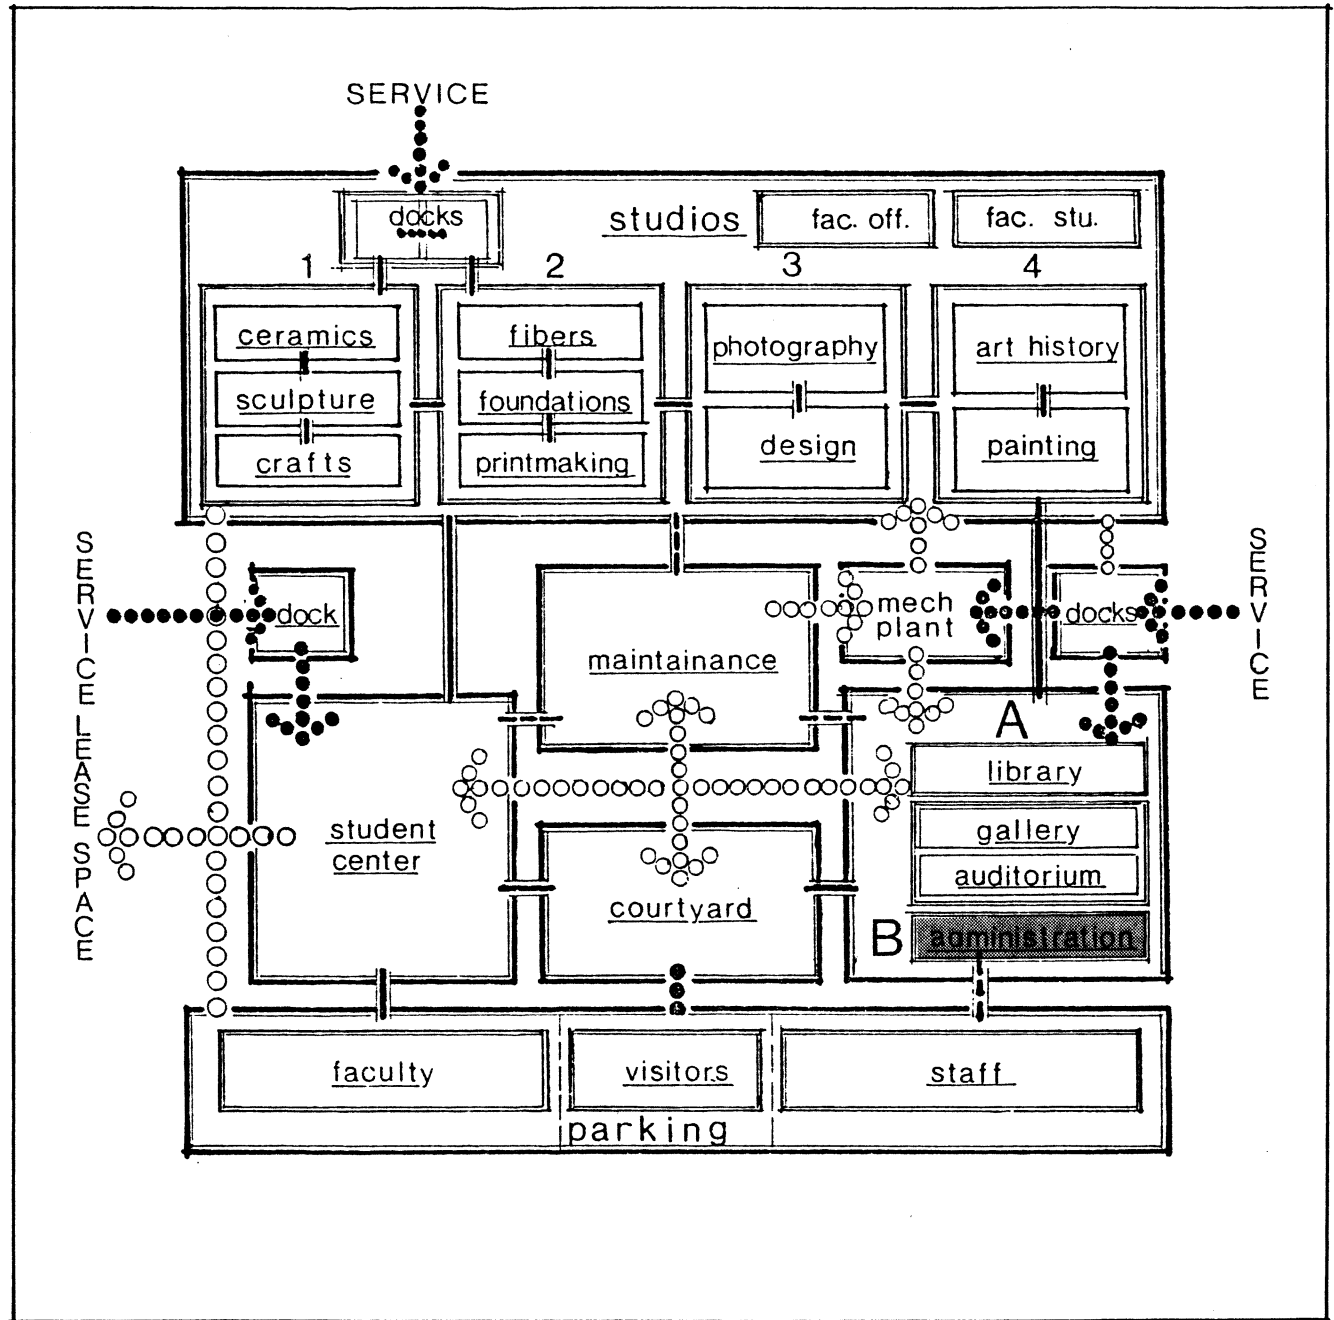 SERVICE
docks
studios
fac. off.
fac. stu.
1
2
3
4
ceramics
sculpture
crafts
fibers
foundations
printmaking
photography
design
art history
painting
SERVICE
dock
maintainance
mech
plant
docks
SERVICE
LEASE SPACE
student
center
courtyard
A
library
gallery
auditorium
B
administration
faculty
visitors
staff
parking